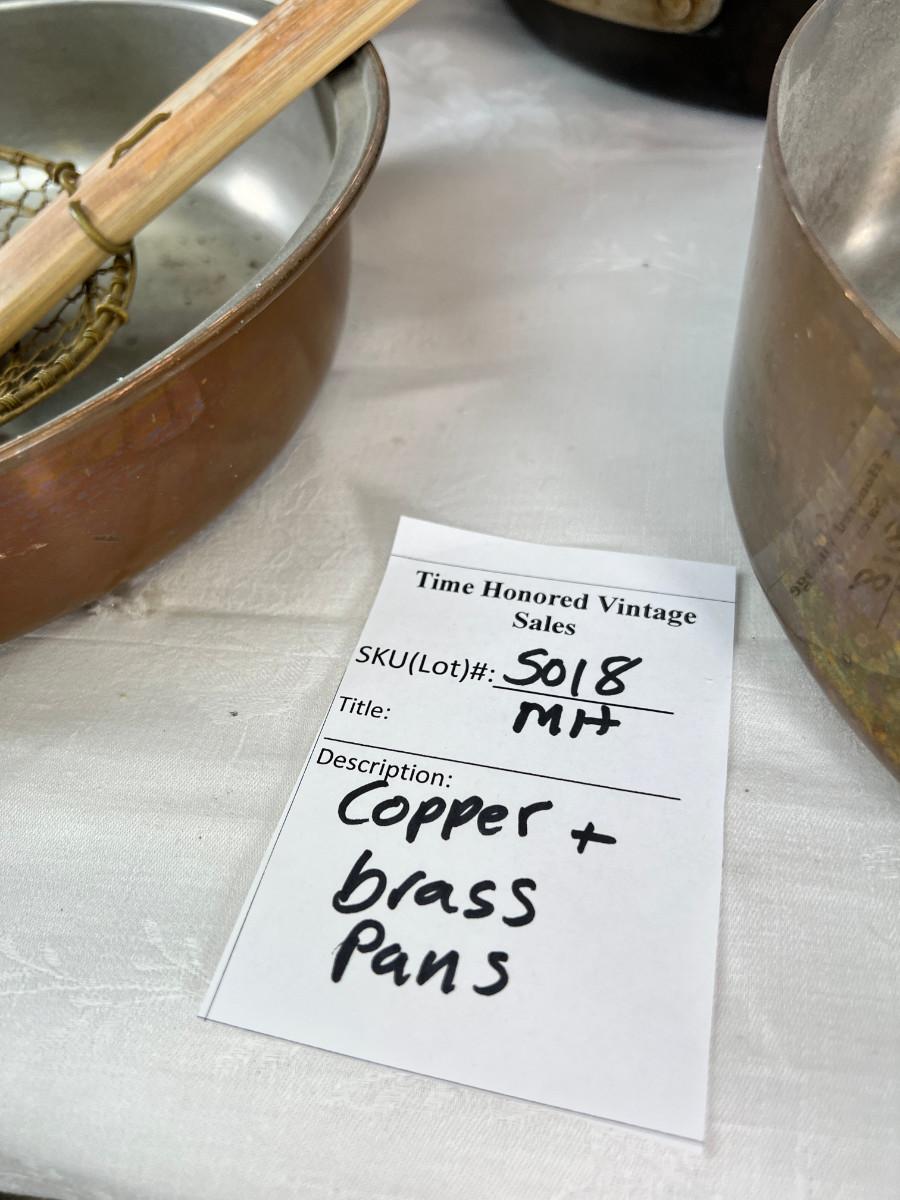 Time Honored Vintage
Sales
SKU(Lot)#: S018
Title: MH
Description:
Copper +
brass
Pans